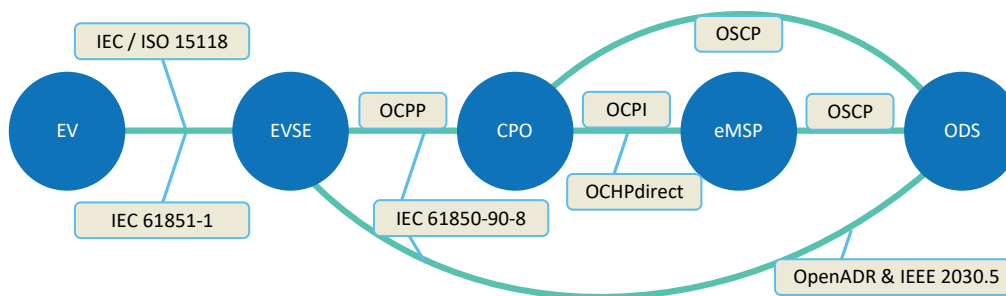 IEC / ISO 15118
OSCP
EV
EVSE
OCPP
CPO
OCPI
eMSP
OSCP
ODS
OCHPdirect
IEC 61851-1
IEC 61850-90-8
OpenADR & IEEE 2030.5